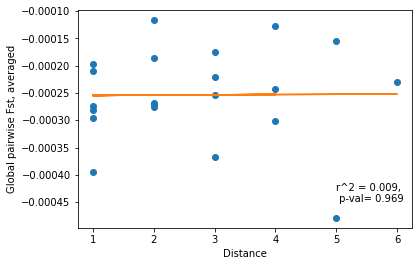 −0.00010
−0.00015
−0.00020
−0.00025
−0.00030
−0.00035
−0.00040
−0.00045
Global pairwise Fst, averaged
r^2 = 0.009,
p-val= 0.969
1 2 3 4 5 6
Distance